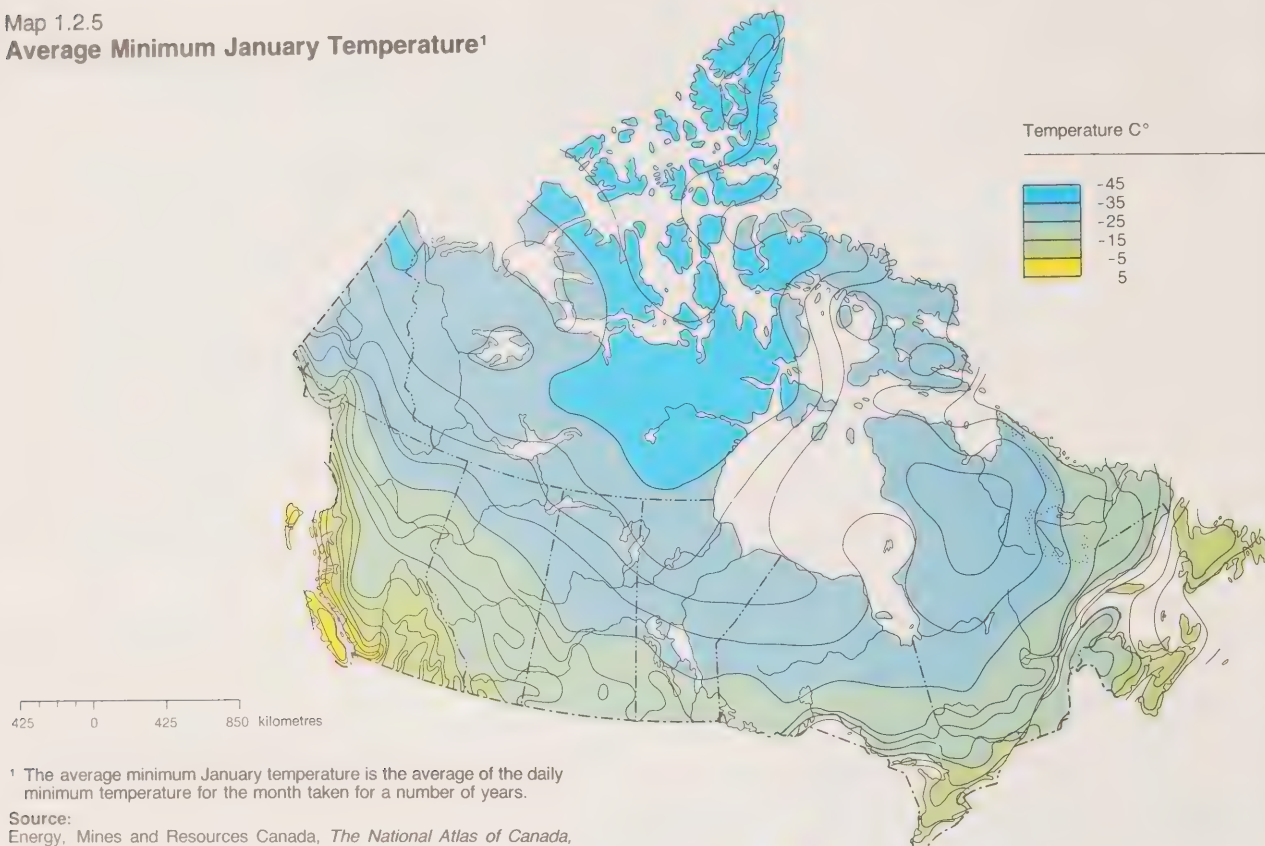 Map 1.2.5
Average Minimum January Temperature¹
Temperature C°
-45
-35
-25
-15
-5
5
425 0 425 850 kilometres
¹ The average minimum January temperature is the average of the daily
minimum temperature for the month taken for a number of years.
Source:
Energy, Mines and Resources Canada, The National Atlas of Canada,